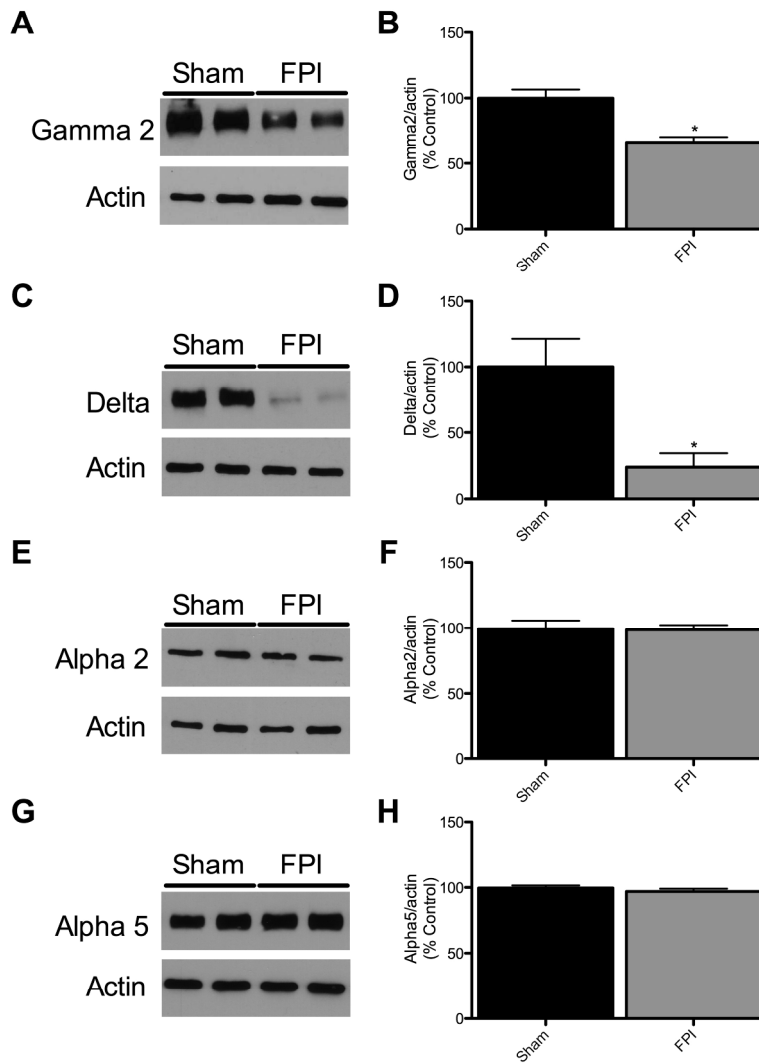 A
Sham FPI
Gamma 2
Actin
B
Gamma2/actin
(% Control)
150
100
50
0
*
Sham
FPI
C
Sham FPI
Delta
Actin
D
Delta/actin
(% Control)
150
100
50
0
*
Sham
FPI
E
Sham FPI
Alpha 2
Actin
F
Alpha2/actin
(% Control)
150
100
50
0
Sham
FPI
G
Sham FPI
Alpha 5
Actin
H
Alpha5/actin
(% Control)
150
100
50
0
Sham
FPI